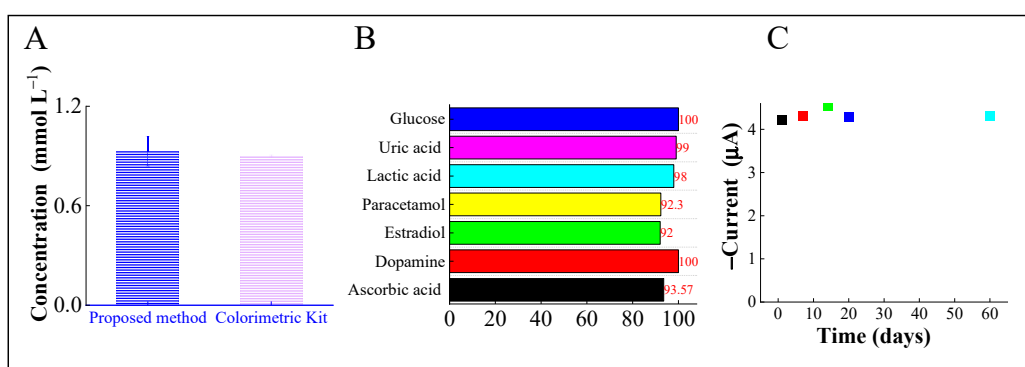 A
Concentration (mmol L⁻¹)
1.2
0.6
0.0
Proposed method
Colorimetric Kit
B
Glucose
100
Uric acid
99
Lactic acid
98
Paracetamol
92.3
Estradiol
92
Dopamine
100
Ascorbic acid
93.57
0 20 40 60 80 100
C
−Current (µA)
4
3
2
1
0
0 10 20 30 40 50 60
Time (days)